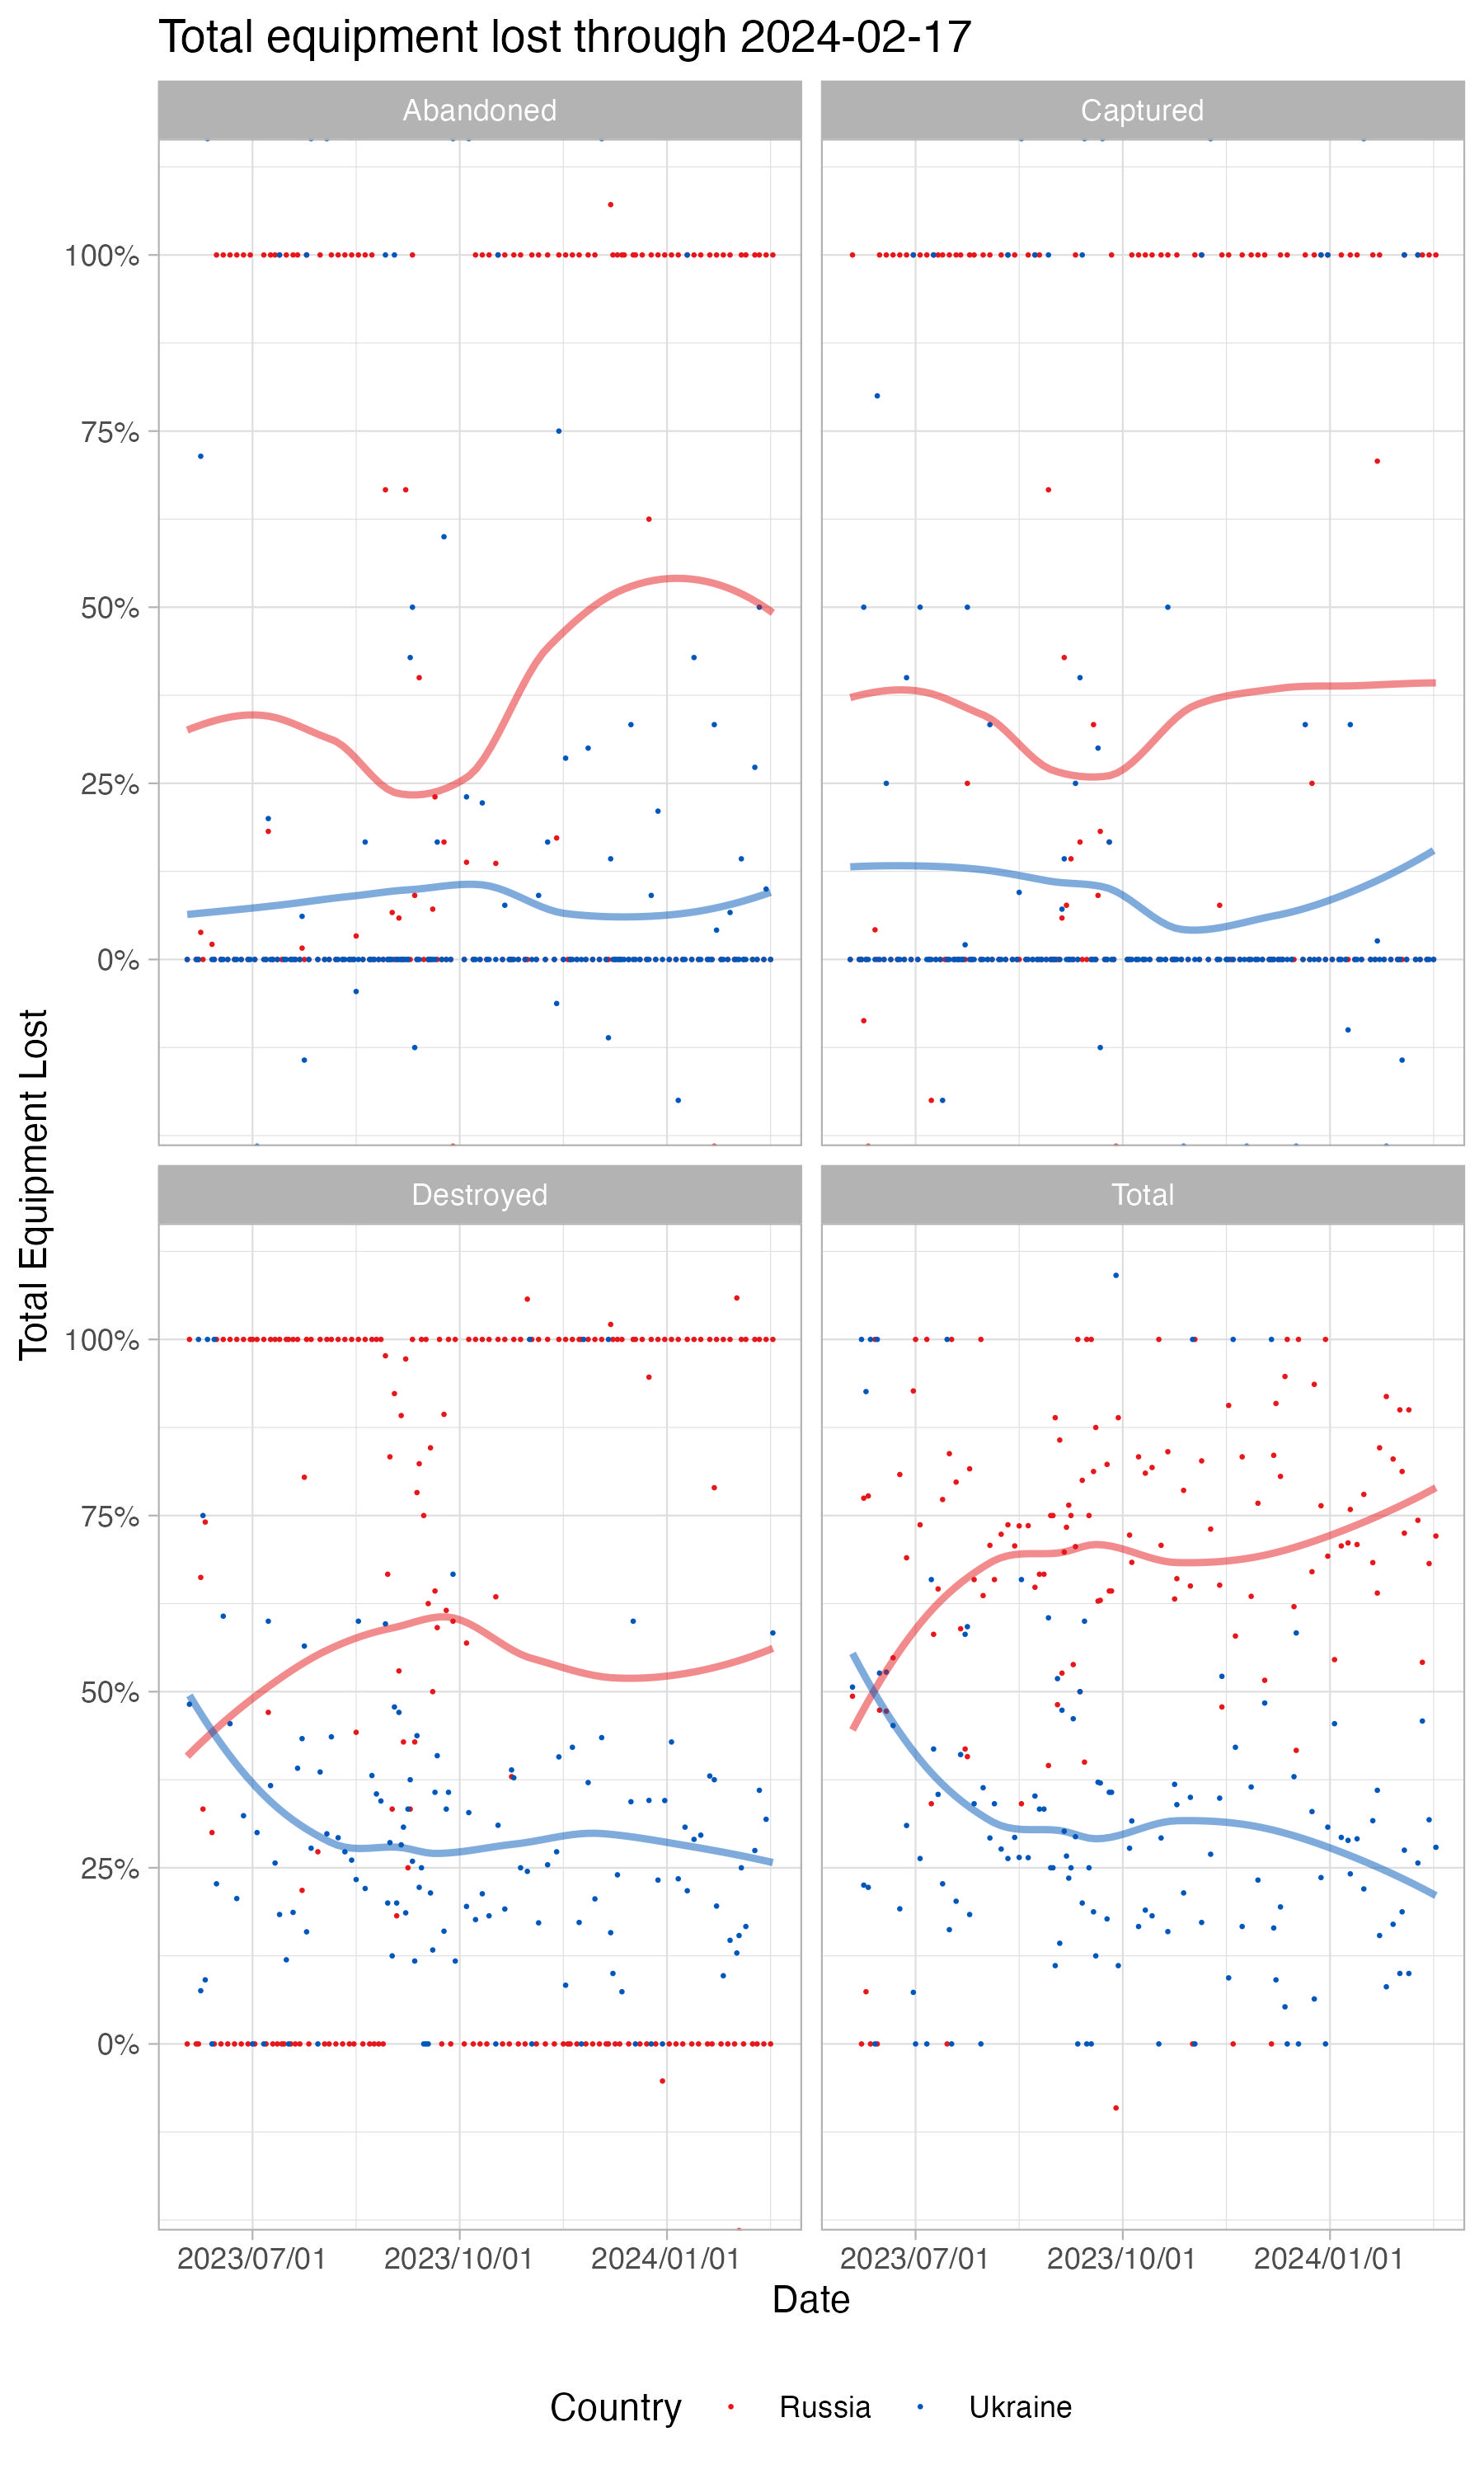 Total equipment lost through 2024-02-17
Abandoned
Captured
100%
75%
50%
25%
0%
Total Equipment Lost
Destroyed
Total
100%
75%
50%
25%
0%
2023/07/01
2023/10/01
2024/01/01
2023/07/01
2023/10/01
2024/01/01
Date
Country
Russia
Ukraine